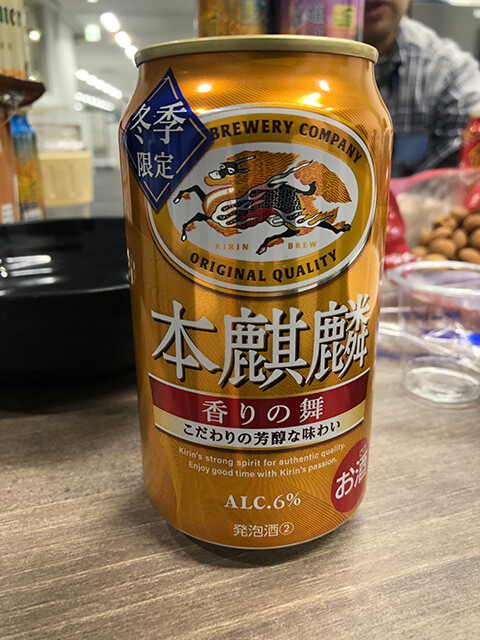 冬季
限定
BREWERY COMPANY
KIRIN BREW
ORIGINAL QUALITY
本麒麟
香りの舞
こだわりの芳醇な味わい
Kirin's strong spirit for authentic quality.
Enjoy good time with Kirin's passion.
お酒
ALC.6%
発泡酒②